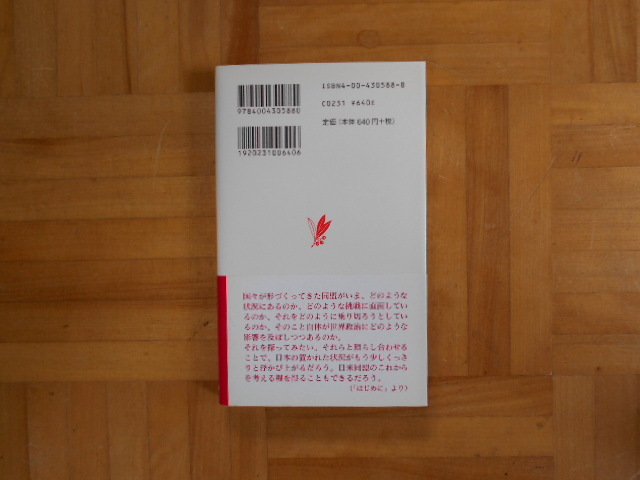 ISBN4-00-430588-8
C0231 ¥640E
定価(本体 640 円+税)
9784004305880
1920231006406
国々が形づくってきた同盟がいま、どのような
状況にあるのか、どのような挑戦に直面してい
るのか、それをどのように乗り切ろうとしてい
るのか、そのこと自体が世界政治にどのような
影響を及ぼしつつあるのか。
それを探ってみたい。それらと照らし合わせる
ことで、日本の置かれた状況がもう少しくっき
りと浮かび上がるだろう。日米同盟のこれから
を考える糧を得ることもできるだろう。
(「はじめに」より)